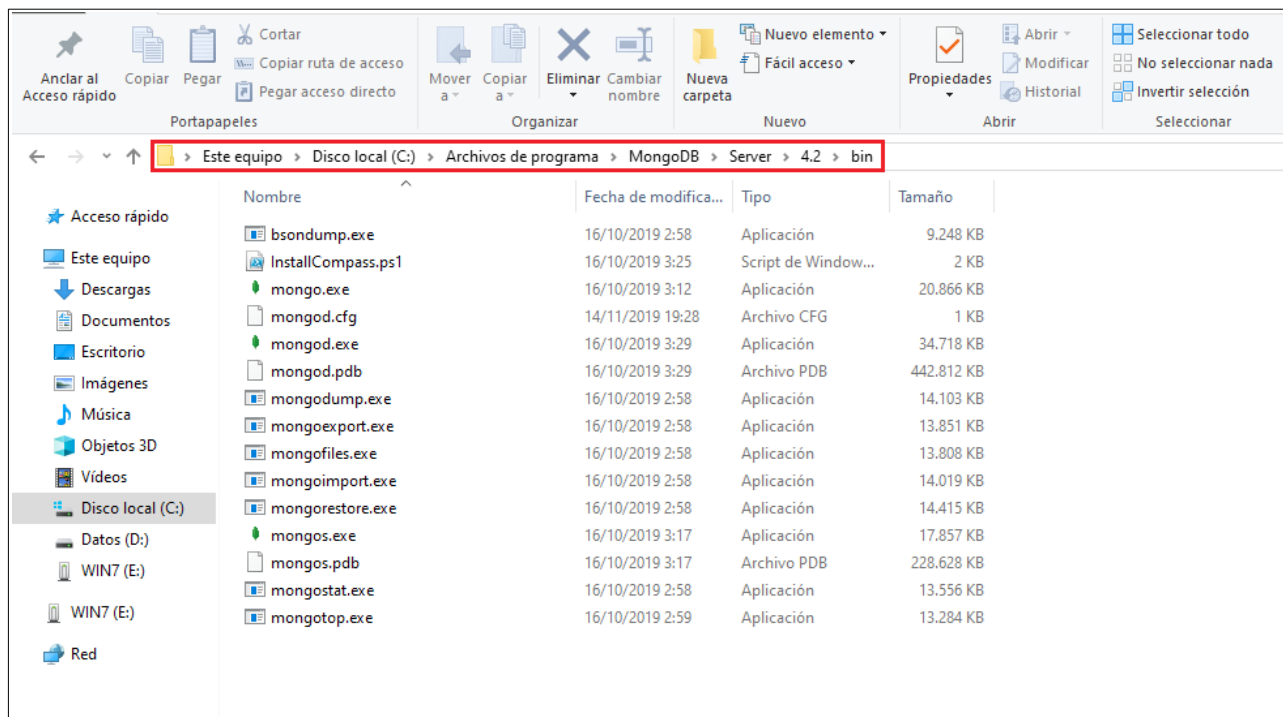 Anclar al
Acceso rápido
Copiar
Pegar
Cortar
Copiar ruta de acceso
Pegar acceso directo
Portapapeles
Mover
a
Copiar
a
Eliminar
Cambiar
nombre
Organizar
Nueva
carpeta
Nuevo elemento
Fácil acceso
Nuevo
Propiedades
Abrir
Modificar
Historial
Abrir
Seleccionar todo
No seleccionar nada
Invertir selección
Seleccionar
Este equipo > Disco local (C:) > Archivos de programa > MongoDB > Server > 4.2 > bin
Acceso rápido
Este equipo
Descargas
Documentos
Escritorio
Imágenes
Música
Objetos 3D
Vídeos
Disco local (C:)
Datos (D:)
WIN7 (E:)
WIN7 (E:)
Red
Nombre Fecha de modifica... Tipo Tamaño
bsondump.exe 16/10/2019 2:58 Aplicación 9.248 KB
InstallCompass.ps1 16/10/2019 3:25 Script de Window... 2 KB
mongo.exe 16/10/2019 3:12 Aplicación 20.866 KB
mongod.cfg 14/11/2019 19:28 Archivo CFG 1 KB
mongod.exe 16/10/2019 3:29 Aplicación 34.718 KB
mongod.pdb 16/10/2019 3:29 Archivo PDB 442.812 KB
mongodump.exe 16/10/2019 2:58 Aplicación 14.103 KB
mongoexport.exe 16/10/2019 2:58 Aplicación 13.851 KB
mongofiles.exe 16/10/2019 2:58 Aplicación 13.808 KB
mongoimport.exe 16/10/2019 2:58 Aplicación 14.019 KB
mongorestore.exe 16/10/2019 2:58 Aplicación 14.415 KB
mongos.exe 16/10/2019 3:17 Aplicación 17.857 KB
mongos.pdb 16/10/2019 3:17 Archivo PDB 228.628 KB
mongostat.exe 16/10/2019 2:58 Aplicación 13.556 KB
mongotop.exe 16/10/2019 2:59 Aplicación 13.284 KB